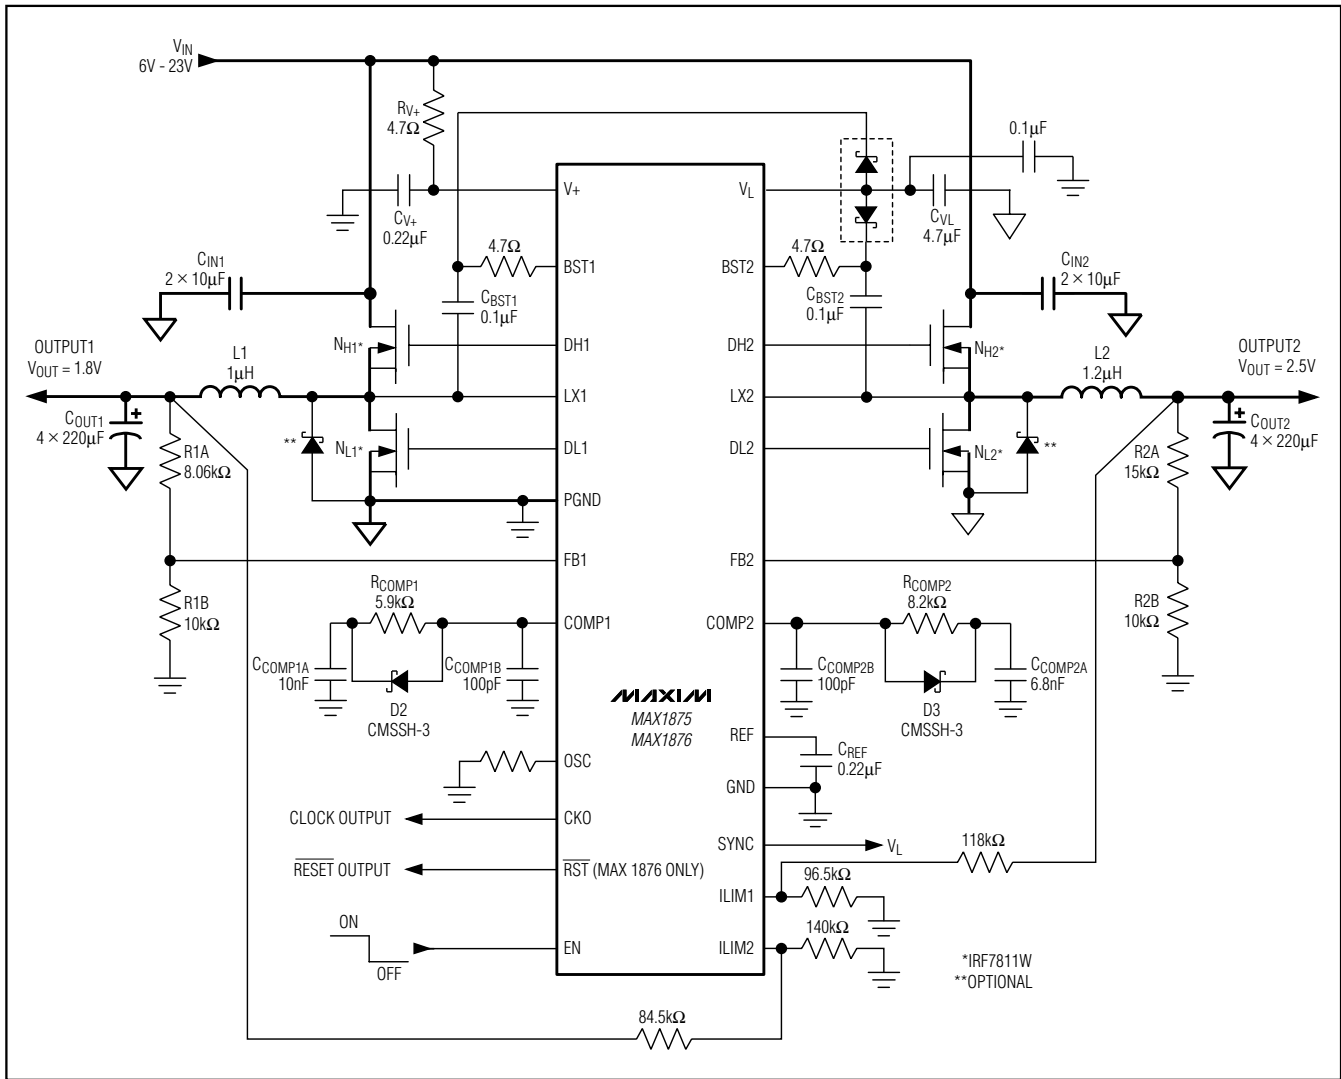 VIN
6V - 23V
RV+
4.7Ω
0.1µF
V+
VL
CV+
0.22µF
CVL
4.7µF
4.7Ω
BST1
BST2
4.7Ω
CIN1
2 × 10µF
CIN2
2 × 10µF
CBST1
0.1µF
CBST2
0.1µF
NH1*
DH1
DH2
NH2*
OUTPUT1
VOUT = 1.8V
L1
1µH
LX1
LX2
L2
1.2µH
OUTPUT2
VOUT = 2.5V
+
COUT1
4 × 220µF
R1A
8.06kΩ
**
NL1*
DL1
DL2
NL2*
**
R2A
15kΩ
+
COUT2
4 × 220µF
PGND
FB1
FB2
R1B
10kΩ
RCOMP1
5.9kΩ
COMP1
COMP2
RCOMP2
8.2kΩ
R2B
10kΩ
CCOMP1A
10nF
CCOMP1B
100pF
CCOMP2B
100pF
CCOMP2A
6.8nF
D2
CMSSH-3
D3
CMSSH-3
MAXIM
MAX1875
MAX1876
REF
CREF
0.22µF
OSC
GND
CLOCK OUTPUT
CKO
SYNC
VL
118kΩ
RESET OUTPUT
RST (MAX 1876 ONLY)
96.5kΩ
ILIM1
ON
OFF
EN
140kΩ
ILIM2
*IRF7811W
**OPTIONAL
84.5kΩ